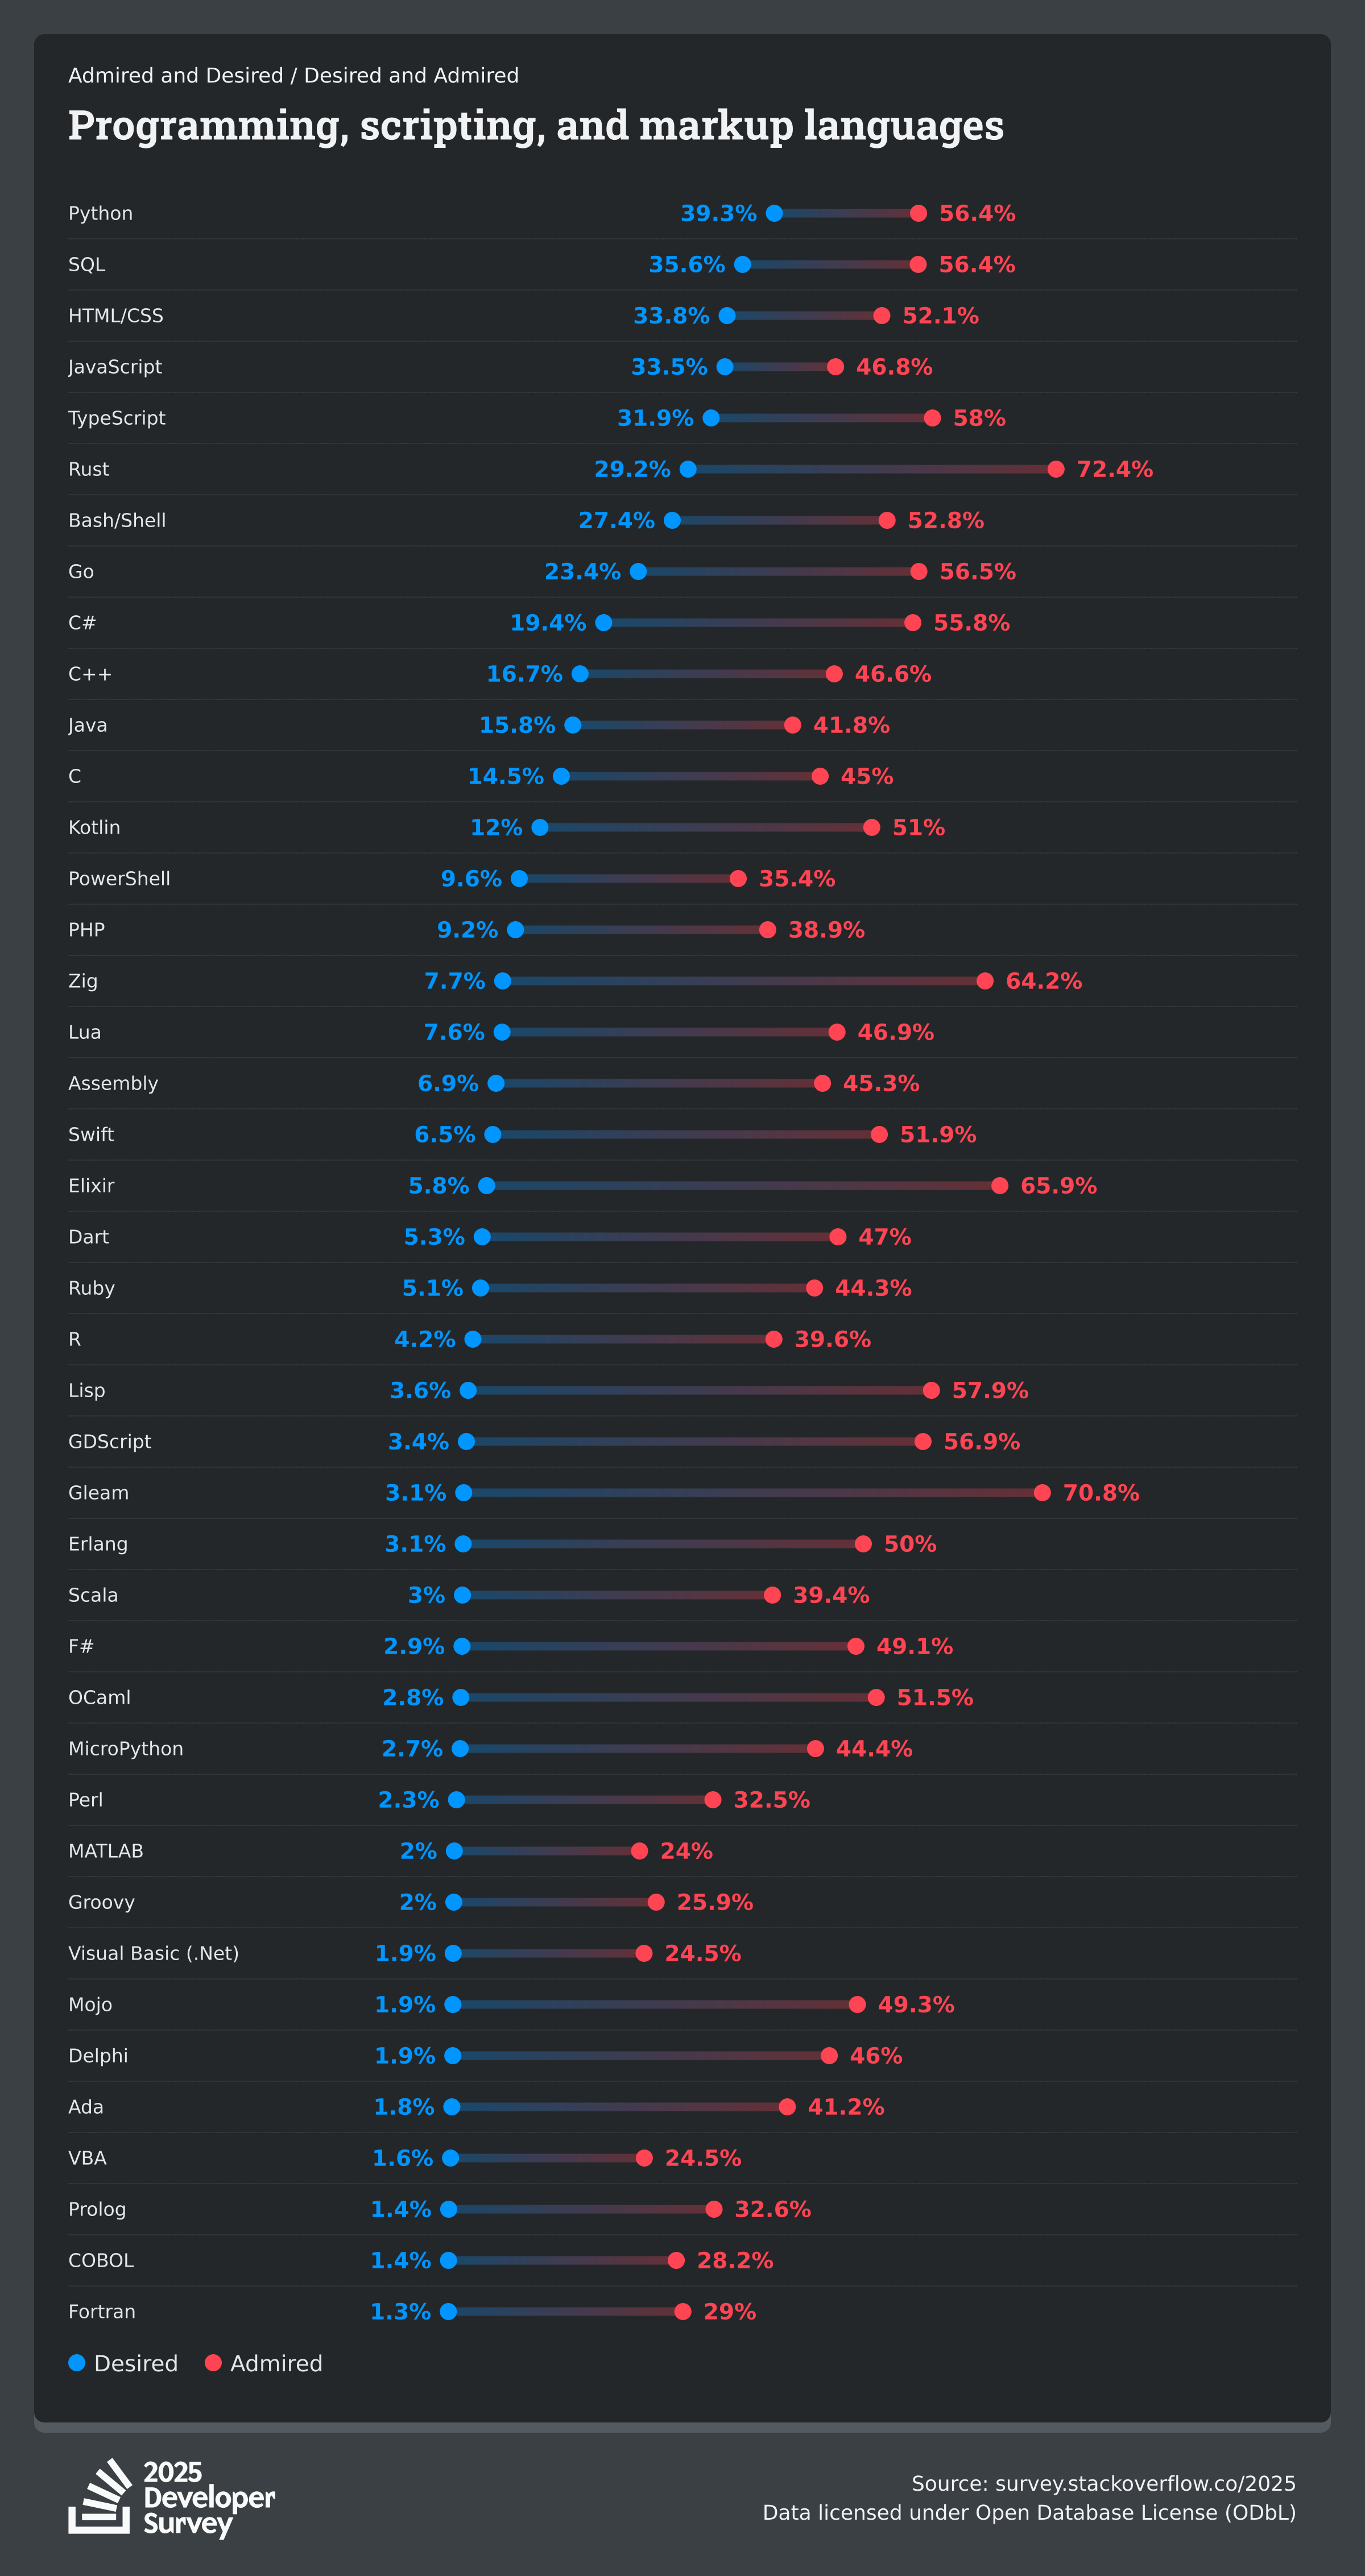 Admired and Desired / Desired and Admired
Programming, scripting, and markup languages
Python 39.3% 56.4%
SQL 35.6% 56.4%
HTML/CSS 33.8% 52.1%
JavaScript 33.5% 46.8%
TypeScript 31.9% 58%
Rust 29.2% 72.4%
Bash/Shell 27.4% 52.8%
Go 23.4% 56.5%
C# 19.4% 55.8%
C++ 16.7% 46.6%
Java 15.8% 41.8%
C 14.5% 45%
Kotlin 12% 51%
PowerShell 9.6% 35.4%
PHP 9.2% 38.9%
Zig 7.7% 64.2%
Lua 7.6% 46.9%
Assembly 6.9% 45.3%
Swift 6.5% 51.9%
Elixir 5.8% 65.9%
Dart 5.3% 47%
Ruby 5.1% 44.3%
R 4.2% 39.6%
Lisp 3.6% 57.9%
GDScript 3.4% 56.9%
Gleam 3.1% 70.8%
Erlang 3.1% 50%
Scala 3% 39.4%
F# 2.9% 49.1%
OCaml 2.8% 51.5%
MicroPython 2.7% 44.4%
Perl 2.3% 32.5%
MATLAB 2% 24%
Groovy 2% 25.9%
Visual Basic (.Net) 1.9% 24.5%
Mojo 1.9% 49.3%
Delphi 1.9% 46%
Ada 1.8% 41.2%
VBA 1.6% 24.5%
Prolog 1.4% 32.6%
COBOL 1.4% 28.2%
Fortran 1.3% 29%
Desired Admired
2025
Developer
Survey
Source: survey.stackoverflow.co/2025
Data licensed under Open Database License (ODbL)